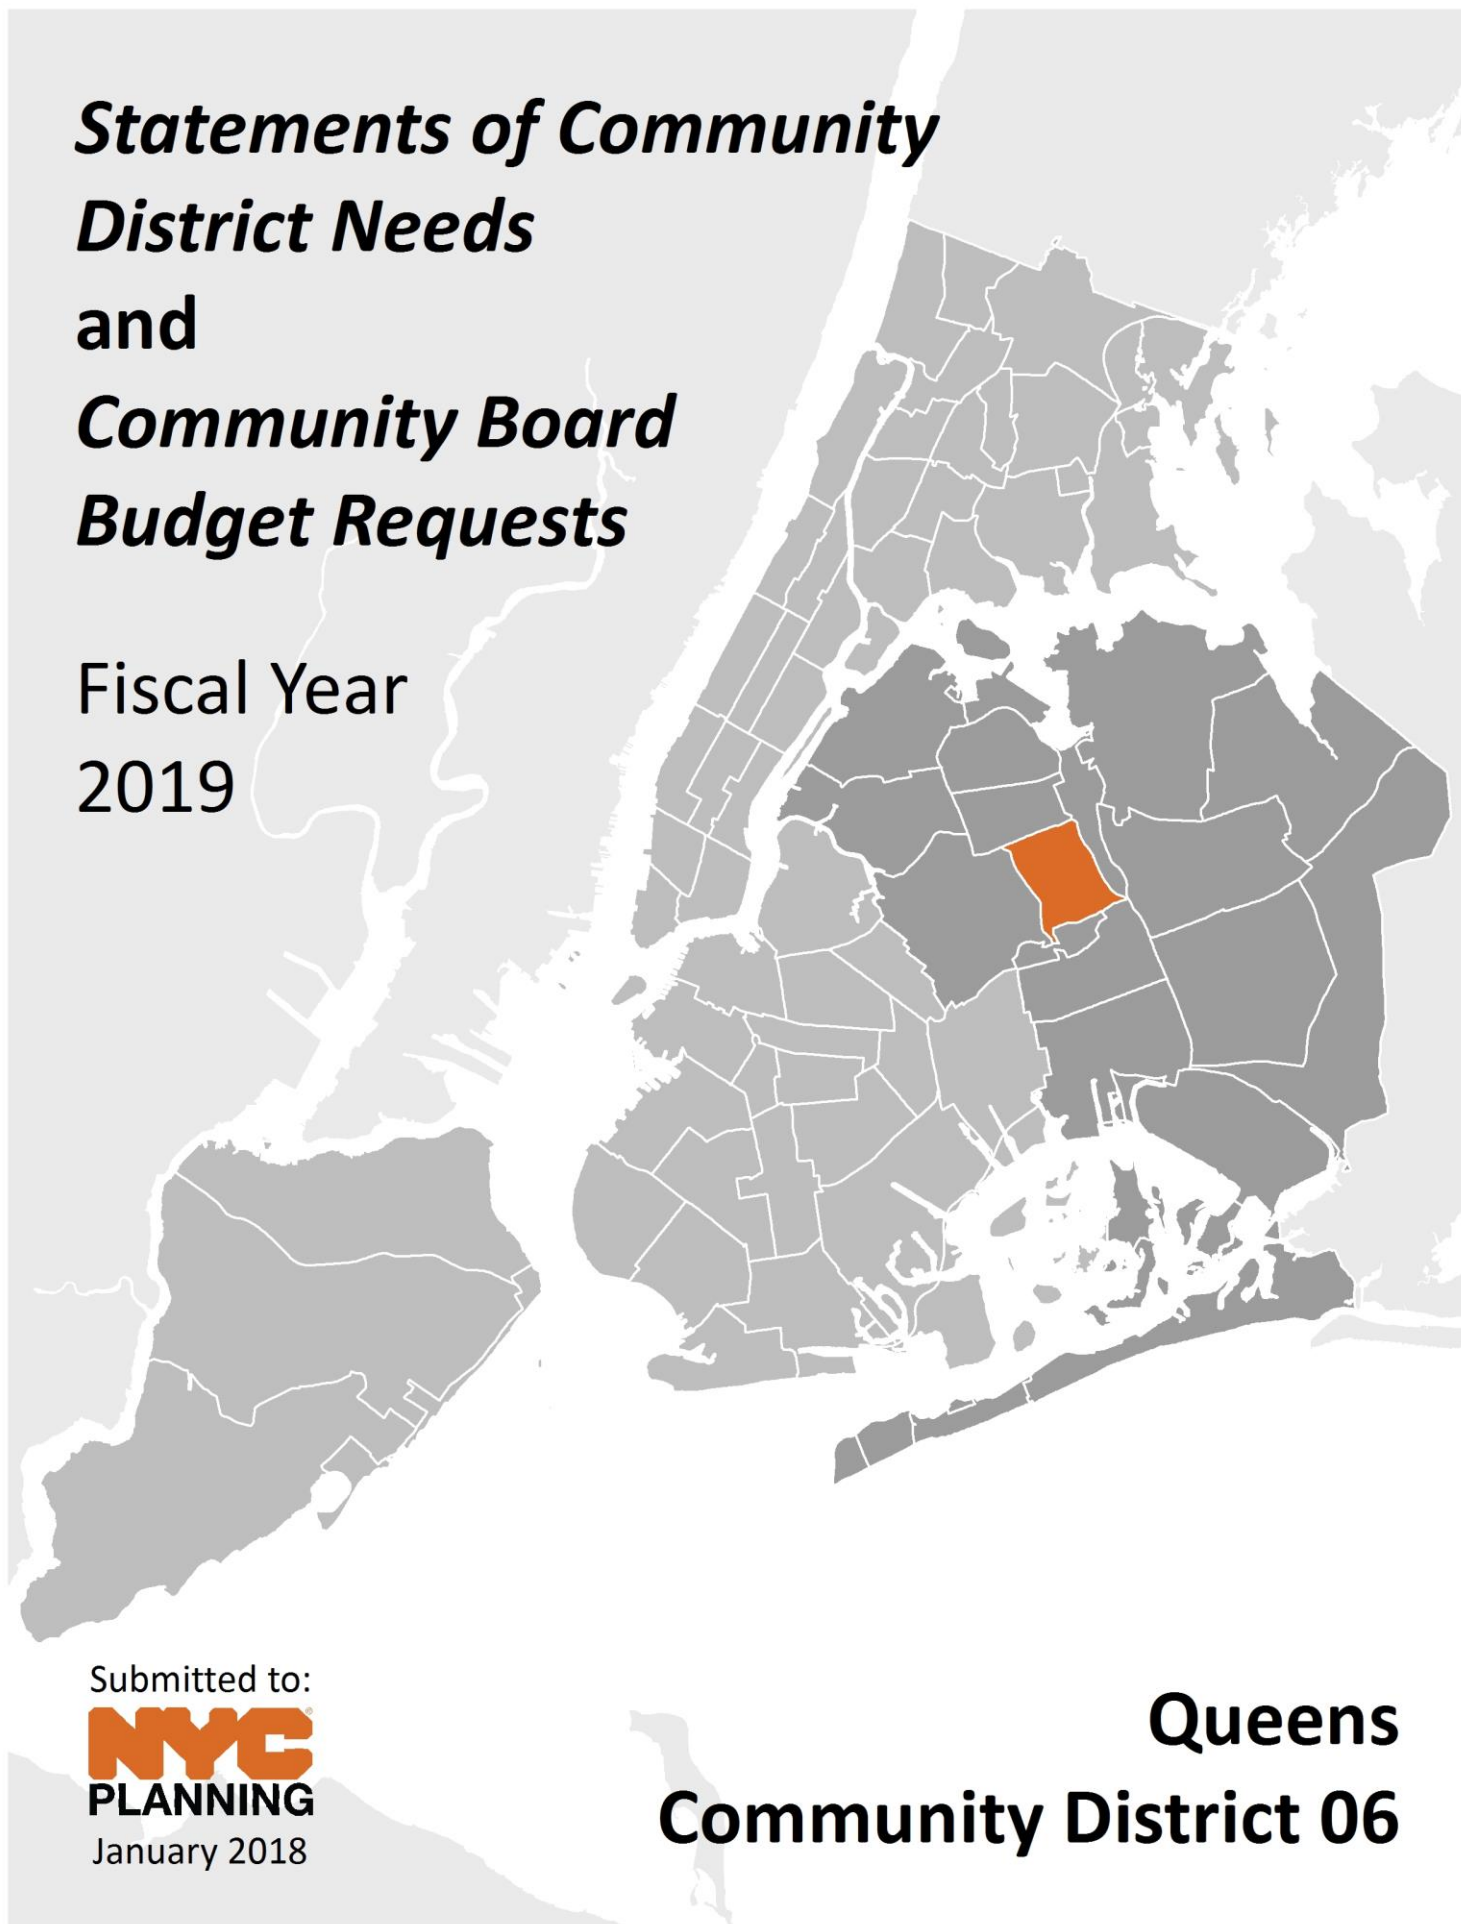 Statements of Community
District Needs
and
Community Board
Budget Requests
Fiscal Year
2019
Submitted to:
NYC
PLANNING
January 2018
Queens
Community District 06